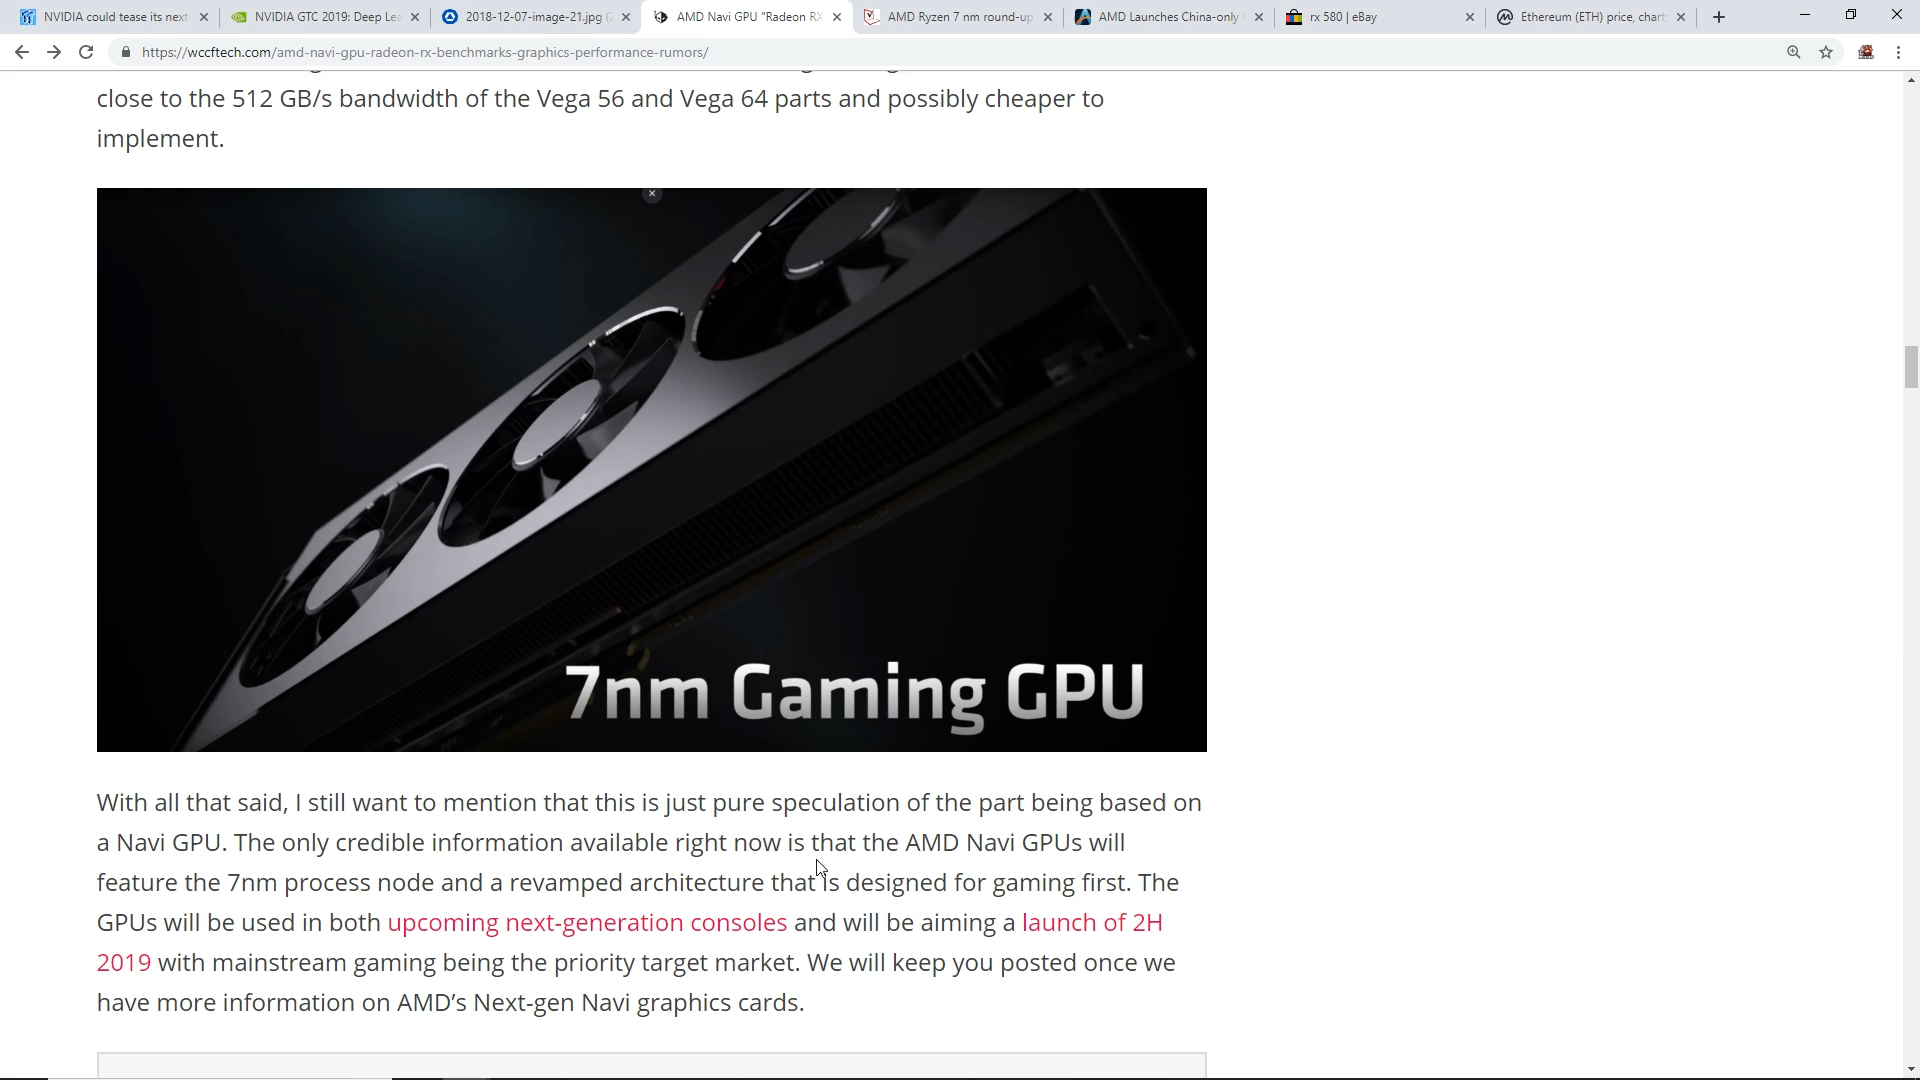 NVIDIA could tease its next
NVIDIA GTC 2019: Deep Le
2018-12-07-image-21.jpg (
AMD Navi GPU "Radeon RX
AMD Ryzen 7 nm round-up
AMD Launches China-only
rx 580 | eBay
Ethereum (ETH) price, chart
https://wccftech.com/amd-navi-gpu-radeon-rx-benchmarks-graphics-performance-rumors/
close to the 512 GB/s bandwidth of the Vega 56 and Vega 64 parts and possibly cheaper to
implement.
7nm Gaming GPU
With all that said, I still want to mention that this is just pure speculation of the part being based on
a Navi GPU. The only credible information available right now is that the AMD Navi GPUs will
feature the 7nm process node and a revamped architecture that is designed for gaming first. The
GPUs will be used in both upcoming next-generation consoles and will be aiming a launch of 2H
2019 with mainstream gaming being the priority target market. We will keep you posted once we
have more information on AMD’s Next-gen Navi graphics cards.